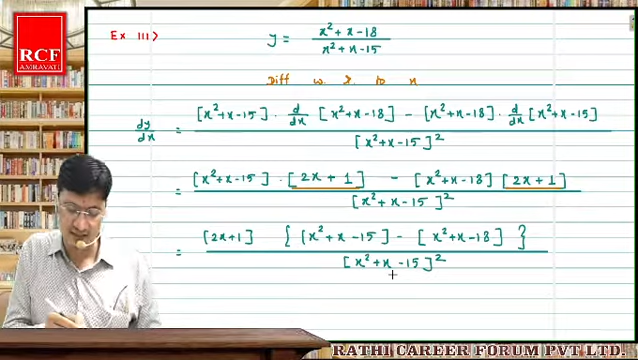 RCF
AMRAVATI
Ex III>
y = x² + x - 18 / x² + x - 15
Diff w. r. to x
dy/dx = [x² + x - 15] · d/dx [x² + x - 18] - [x² + x - 18] · d/dx [x² + x - 15] / [x² + x - 15]²
= [x² + x - 15] · [2x + 1] - [x² + x - 18] [2x + 1] / [x² + x - 15]²
= [2x + 1] { [x² + x - 15] - [x² + x - 18] } / [x² + x - 15]²
RATHI CAREER FORUM PVT LTD.